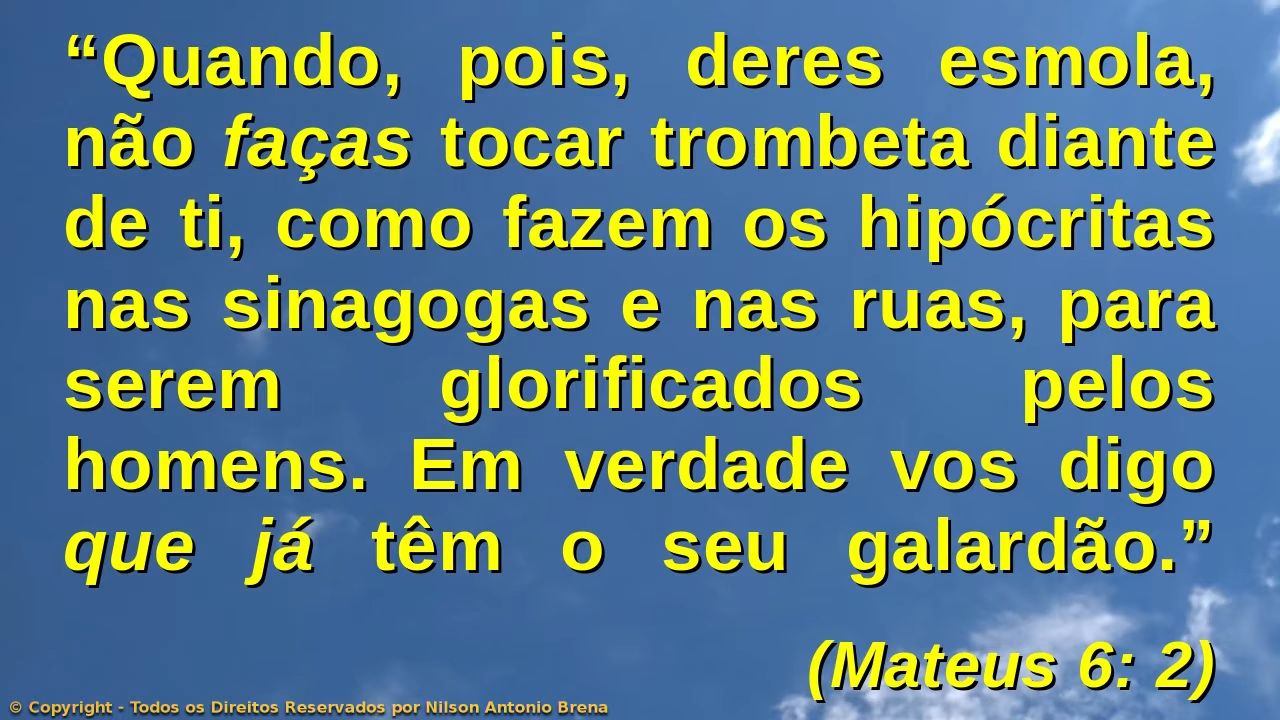 “Quando, pois, deres esmola,
não faças tocar trombeta diante
de ti, como fazem os hipócritas
nas sinagogas e nas ruas, para
serem glorificados pelos
homens. Em verdade vos digo
que já têm o seu galardão.”
(Mateus 6: 2)
© Copyright - Todos os Direitos Reservados por Nilson Antonio Brena